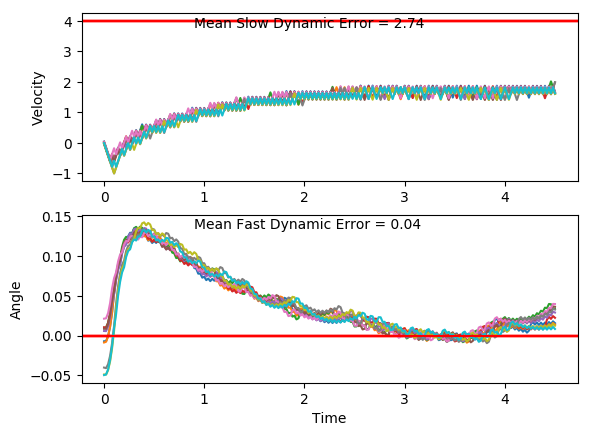 Mean Slow Dynamic Error = 2.74
4
3
2
1
0
−1
Velocity
0 1 2 3 4
Mean Fast Dynamic Error = 0.04
0.15
0.10
0.05
0.00
−0.05
Angle
0 1 2 3 4
Time